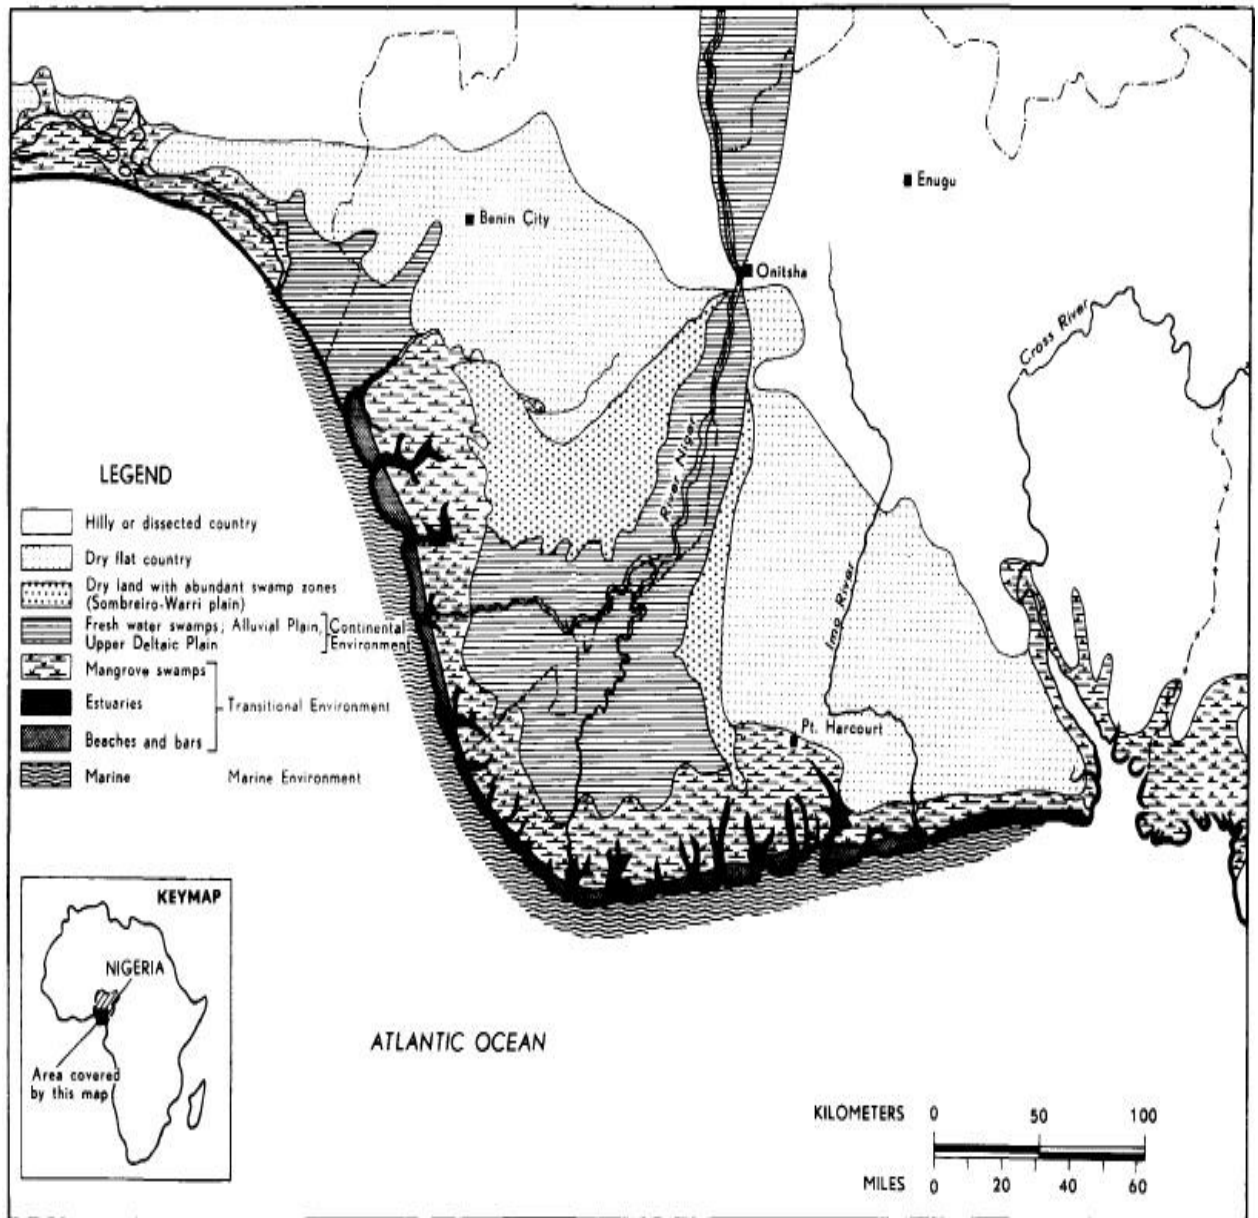 Enugu
Benin City
Onitsha
Cross River
River Niger
Imo River
Pt. Harcourt
LEGEND
Hilly or dissected country
Dry flat country
Dry land with abundant swamp zones
(Sombreiro-Warri plain)
Fresh water swamps, Alluvial Plain, Continental
Upper Deltaic Plain Environment
Mangrove swamps
Estuaries Transitional Environment
Beaches and bars
Marine Marine Environment
KEYMAP
NIGERIA
Area covered
by this map
ATLANTIC OCEAN
KILOMETERS 0 50 100
MILES 0 20 40 60